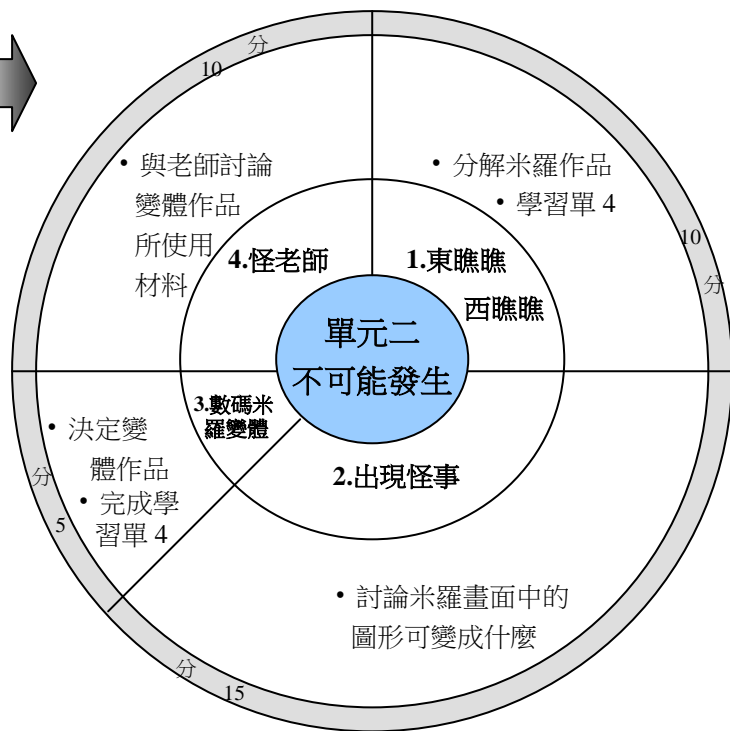 單元二
不可能發生
1.東瞧瞧
西瞧瞧
• 分解米羅作品
• 學習單 4
10 分
2.出現怪事
• 討論米羅畫面中的
圖形可變成什麼
15 分
3.數碼米
羅變體
• 決定變
體作品
• 完成學
習單 4
5 分
4.怪老師
• 與老師討論
變體作品
所使用
材料
10 分